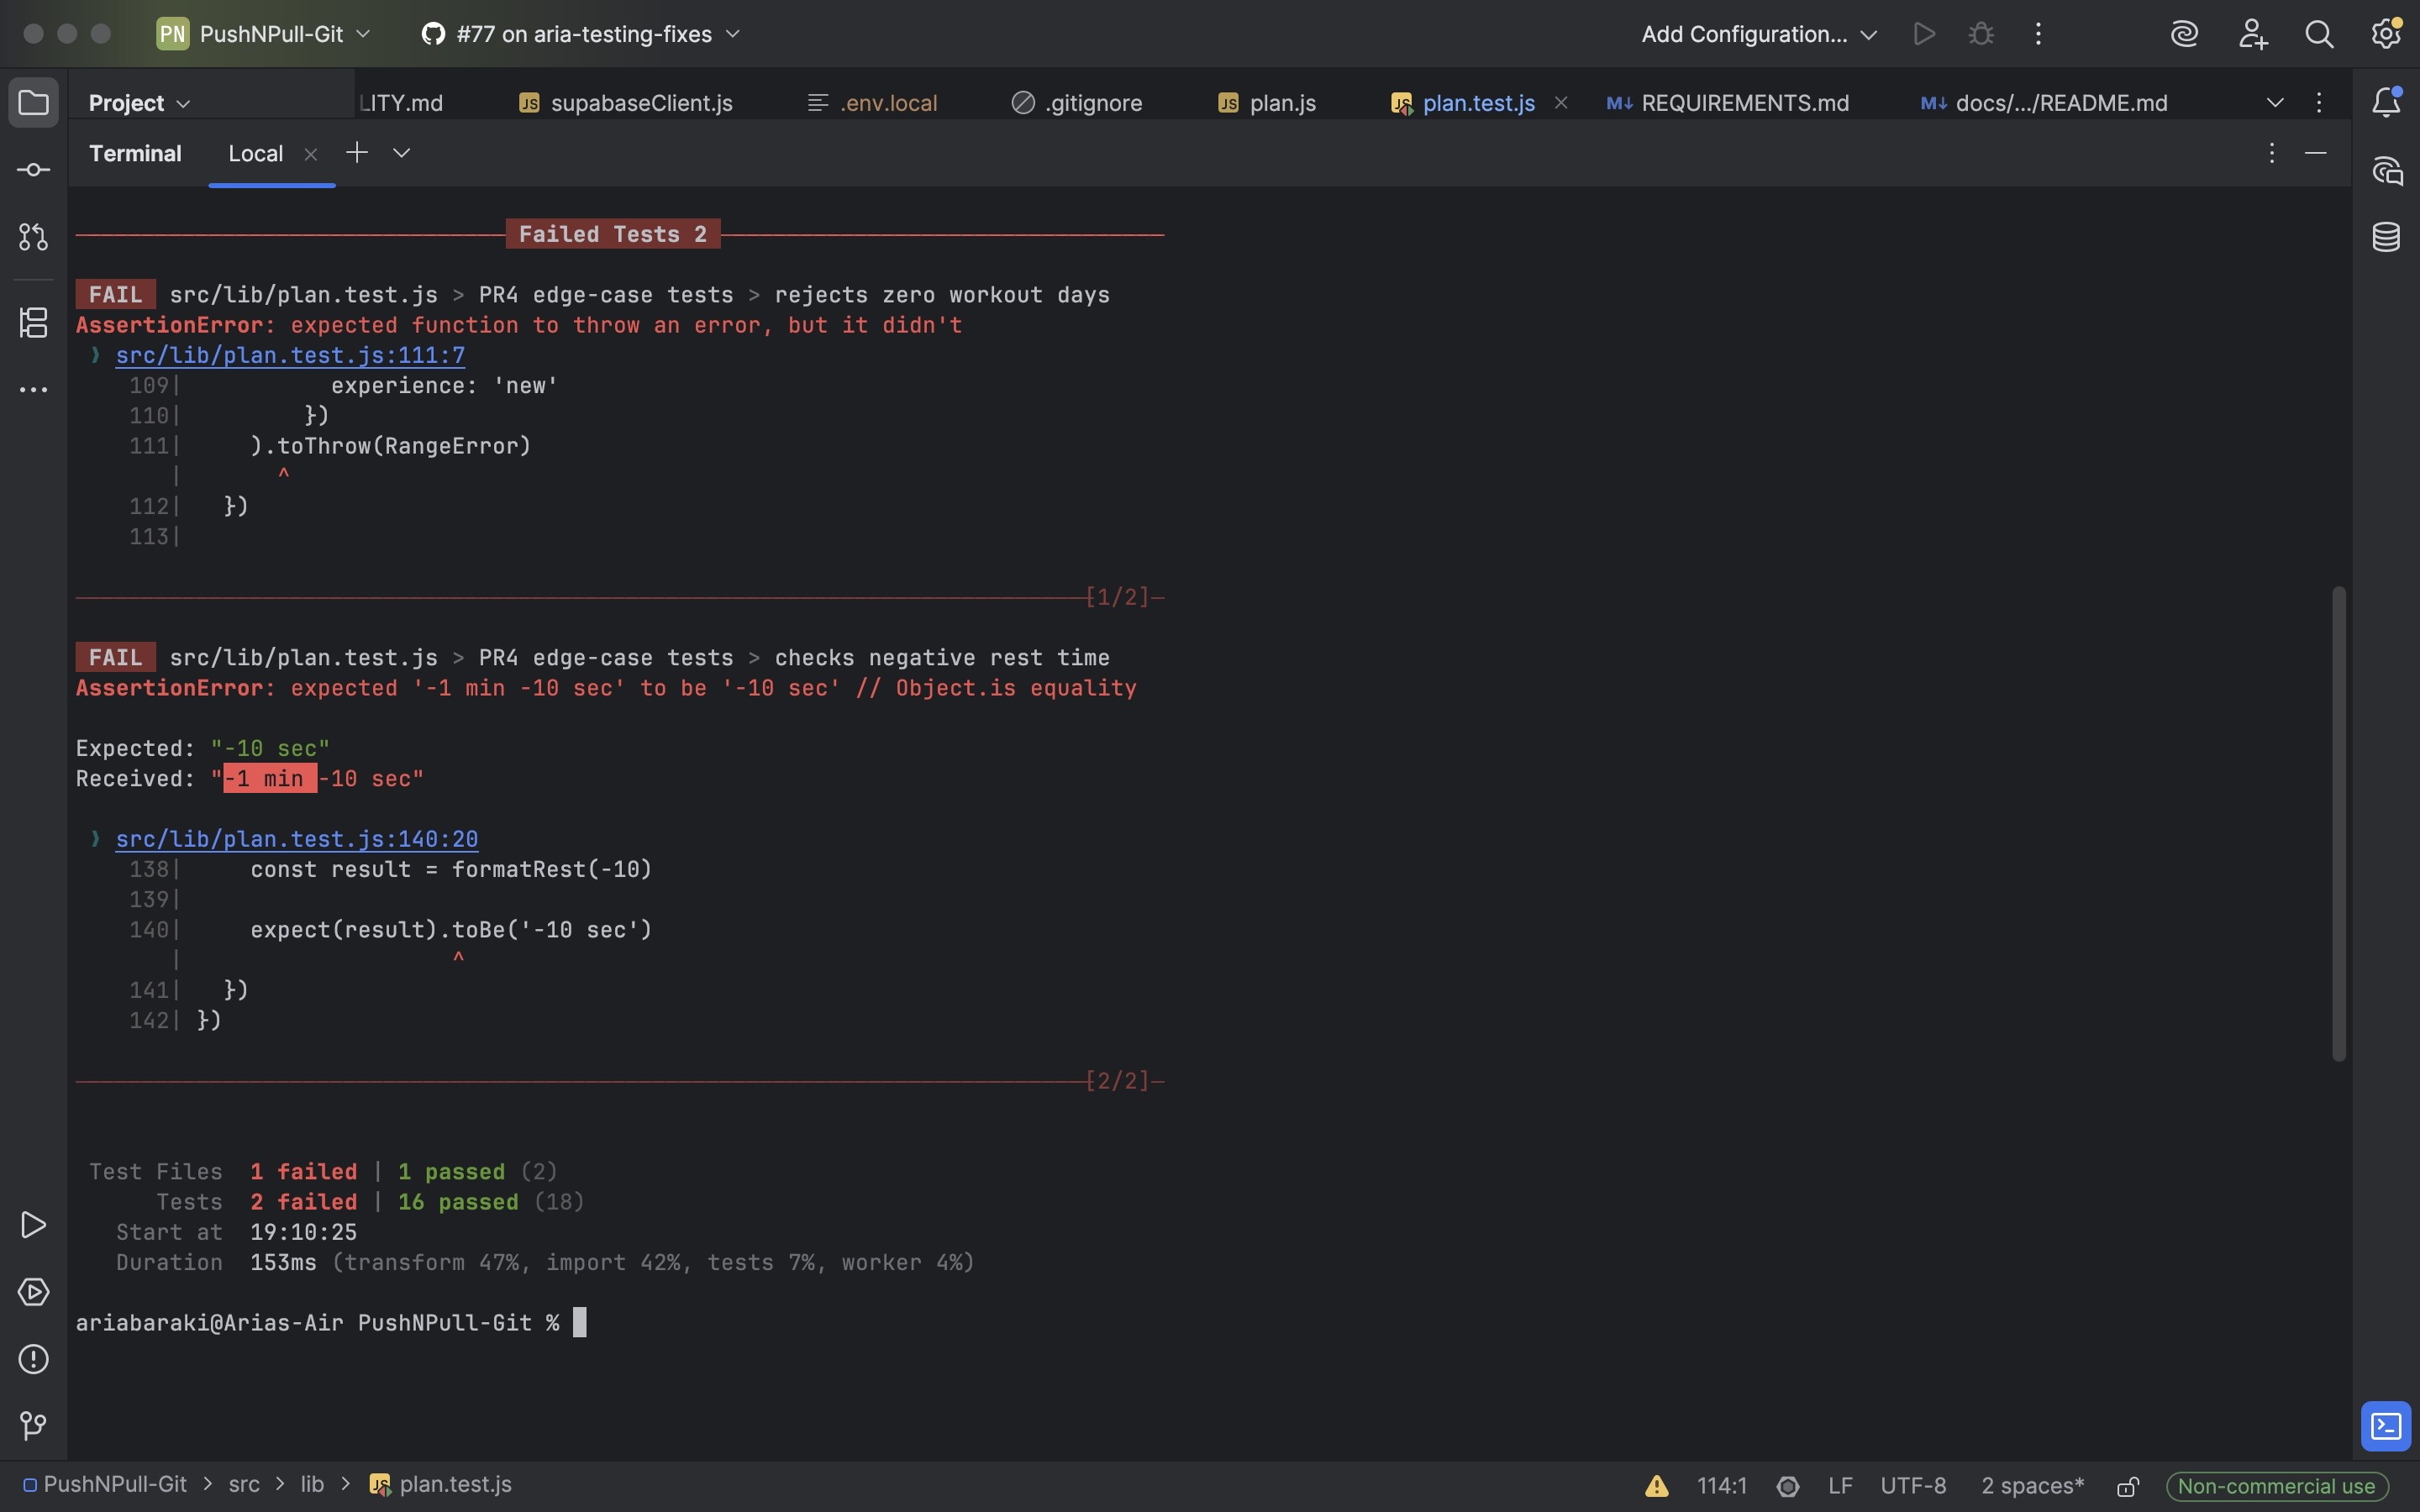 PN PushNPull-Git #77 on aria-testing-fixes Add Configuration...
Project LITY.md supabaseClient.js .env.local .gitignore plan.js plan.test.js REQUIREMENTS.md docs/.../README.md
Terminal Local
Failed Tests 2
FAIL src/lib/plan.test.js > PR4 edge-case tests > rejects zero workout days
AssertionError: expected function to throw an error, but it didn't
❯ src/lib/plan.test.js:111:7
109| experience: 'new'
110| })
111| ).toThrow(RangeError)
| ^
112| })
113|
[1/2]
FAIL src/lib/plan.test.js > PR4 edge-case tests > checks negative rest time
AssertionError: expected '-1 min -10 sec' to be '-10 sec' // Object.is equality
Expected: "-10 sec"
Received: "-1 min -10 sec"
❯ src/lib/plan.test.js:140:20
138| const result = formatRest(-10)
139|
140| expect(result).toBe('-10 sec')
| ^
141| })
142| })
[2/2]
Test Files 1 failed | 1 passed (2)
Tests 2 failed | 16 passed (18)
Start at 19:10:25
Duration 153ms (transform 47%, import 42%, tests 7%, worker 4%)
ariabaraki@Arias-Air PushNPull-Git %
PushNPull-Git > src > lib > plan.test.js 114:1 LF UTF-8 2 spaces* Non-commercial use